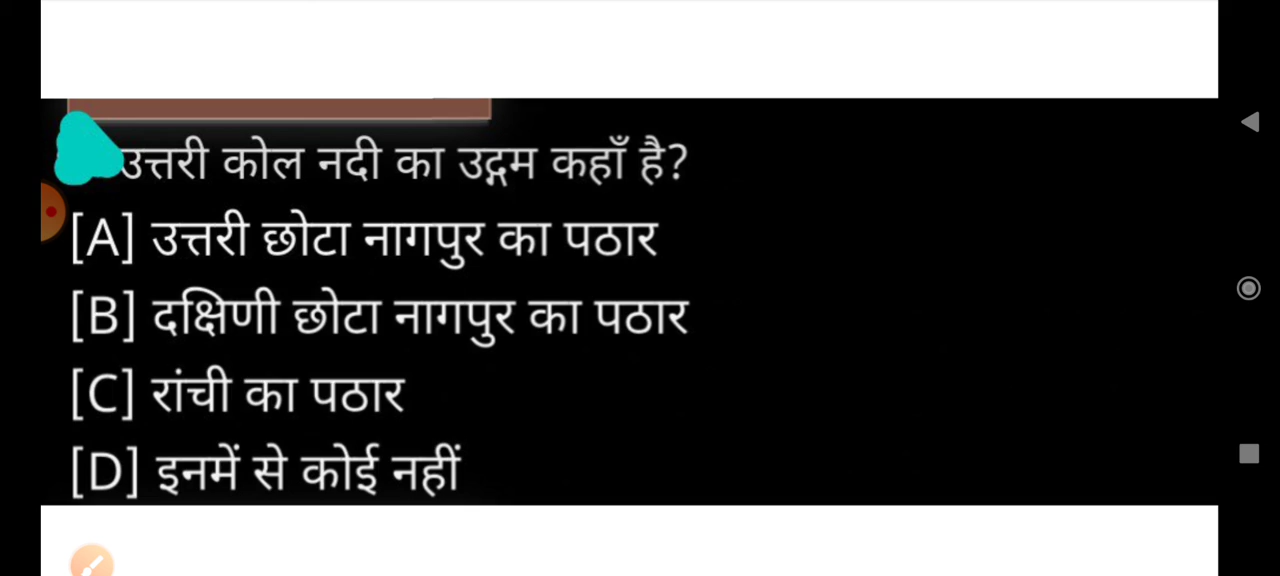 उत्तरी कोल नदी का उद्गम कहाँ है?
[A] उत्तरी छोटा नागपुर का पठार
[B] दक्षिणी छोटा नागपुर का पठार
[C] रांची का पठार
[D] इनमें से कोई नहीं